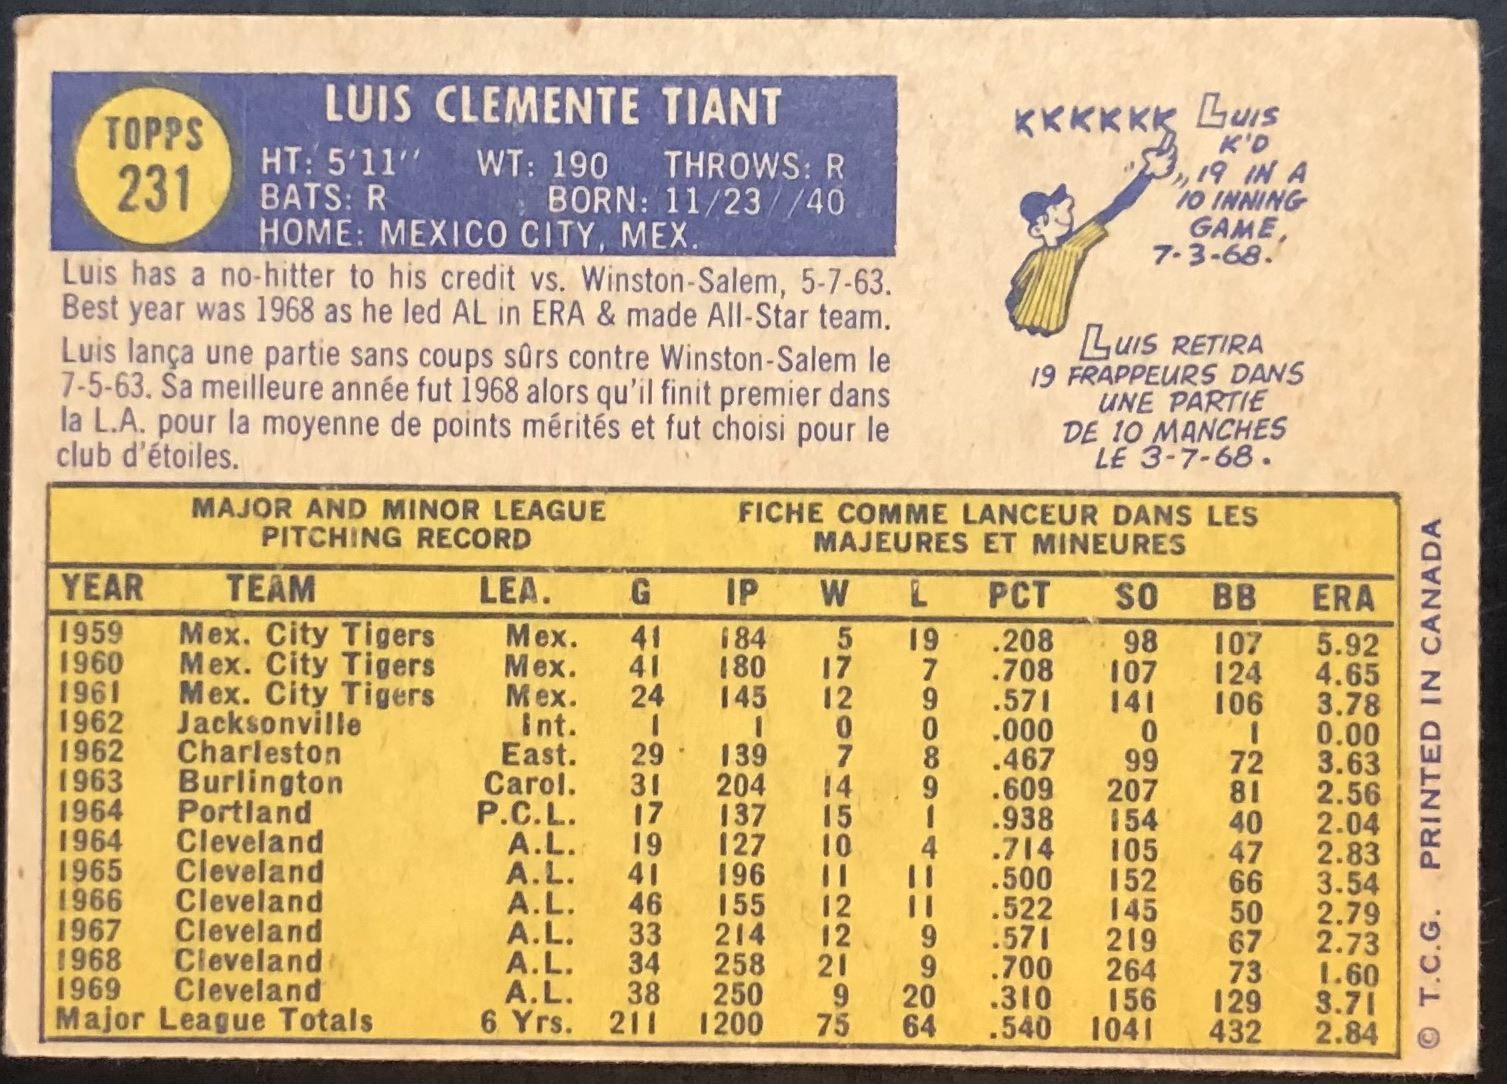 TOPPS
231
LUIS CLEMENTE TIANT
HT: 5'11'' WT: 190 THROWS: R
BATS: R BORN: 11/23//40
HOME: MEXICO CITY, MEX.
Luis has a no-hitter to his credit vs. Winston-Salem, 5-7-63.
Best year was 1968 as he led AL in ERA & made All-Star team.
Luis lança une partie sans coups sûrs contre Winston-Salem le
7-5-63. Sa meilleure année fut 1968 alors qu'il finit premier dans
la L.A. pour la moyenne de points mérités et fut choisi pour le
club d'étoiles.
KKKKKK LUIS
K'D
19 IN A
10 INNING
GAME,
7-3-68.
LUIS RETIRA
19 FRAPPEURS DANS
UNE PARTIE
DE 10 MANCHES
LE 3-7-68.
MAJOR AND MINOR LEAGUE
PITCHING RECORD
FICHE COMME LANCEUR DANS LES
MAJEURES ET MINEURES
YEAR TEAM LEA. G IP W L PCT SO BB ERA
1959 Mex. City Tigers Mex. 41 184 5 19 .208 98 107 5.92
1960 Mex. City Tigers Mex. 41 180 17 7 .708 107 124 4.65
1961 Mex. City Tigers Mex. 24 145 12 9 .571 141 106 3.78
1962 Jacksonville Int. 1 1 0 0 .000 0 1 0.00
1962 Charleston East. 29 139 7 8 .467 99 72 3.63
1963 Burlington Carol. 31 204 14 9 .609 207 81 2.56
1964 Portland P.C.L. 17 137 15 1 .938 154 40 2.04
1964 Cleveland A.L. 19 127 10 4 .714 105 47 2.83
1965 Cleveland A.L. 41 196 11 11 .500 152 66 3.54
1966 Cleveland A.L. 46 155 12 11 .522 145 50 2.79
1967 Cleveland A.L. 33 214 12 9 .571 219 67 2.73
1968 Cleveland A.L. 34 258 21 9 .700 264 73 1.60
1969 Cleveland A.L. 38 250 9 20 .310 156 129 3.71
Major League Totals 6 Yrs. 211 1200 75 64 .540 1041 432 2.84
© T.C.G. PRINTED IN CANADA